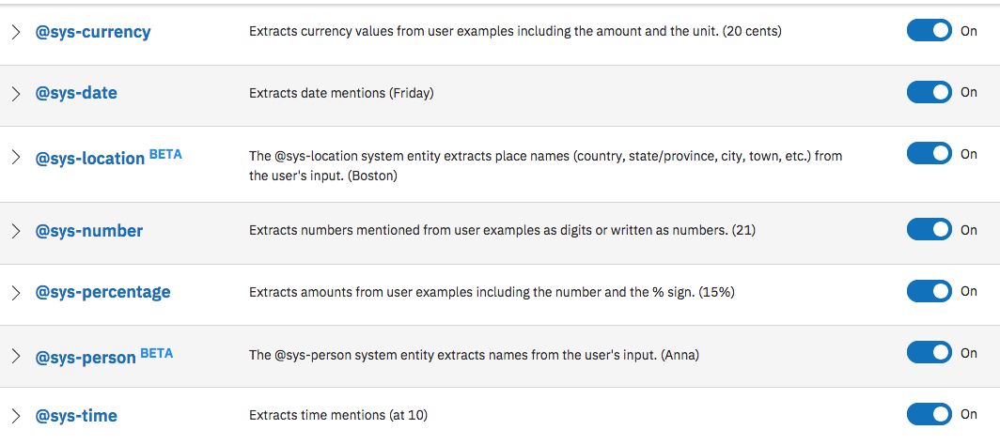 @sys-currency Extracts currency values from user examples including the amount and the unit. (20 cents) On
@sys-date Extracts date mentions (Friday) On
@sys-location BETA The @sys-location system entity extracts place names (country, state/province, city, town, etc.) from On
the user's input. (Boston)
@sys-number Extracts numbers mentioned from user examples as digits or written as numbers. (21) On
@sys-percentage Extracts amounts from user examples including the number and the % sign. (15%) On
@sys-person BETA The @sys-person system entity extracts names from the user's input. (Anna) On
@sys-time Extracts time mentions (at 10) On